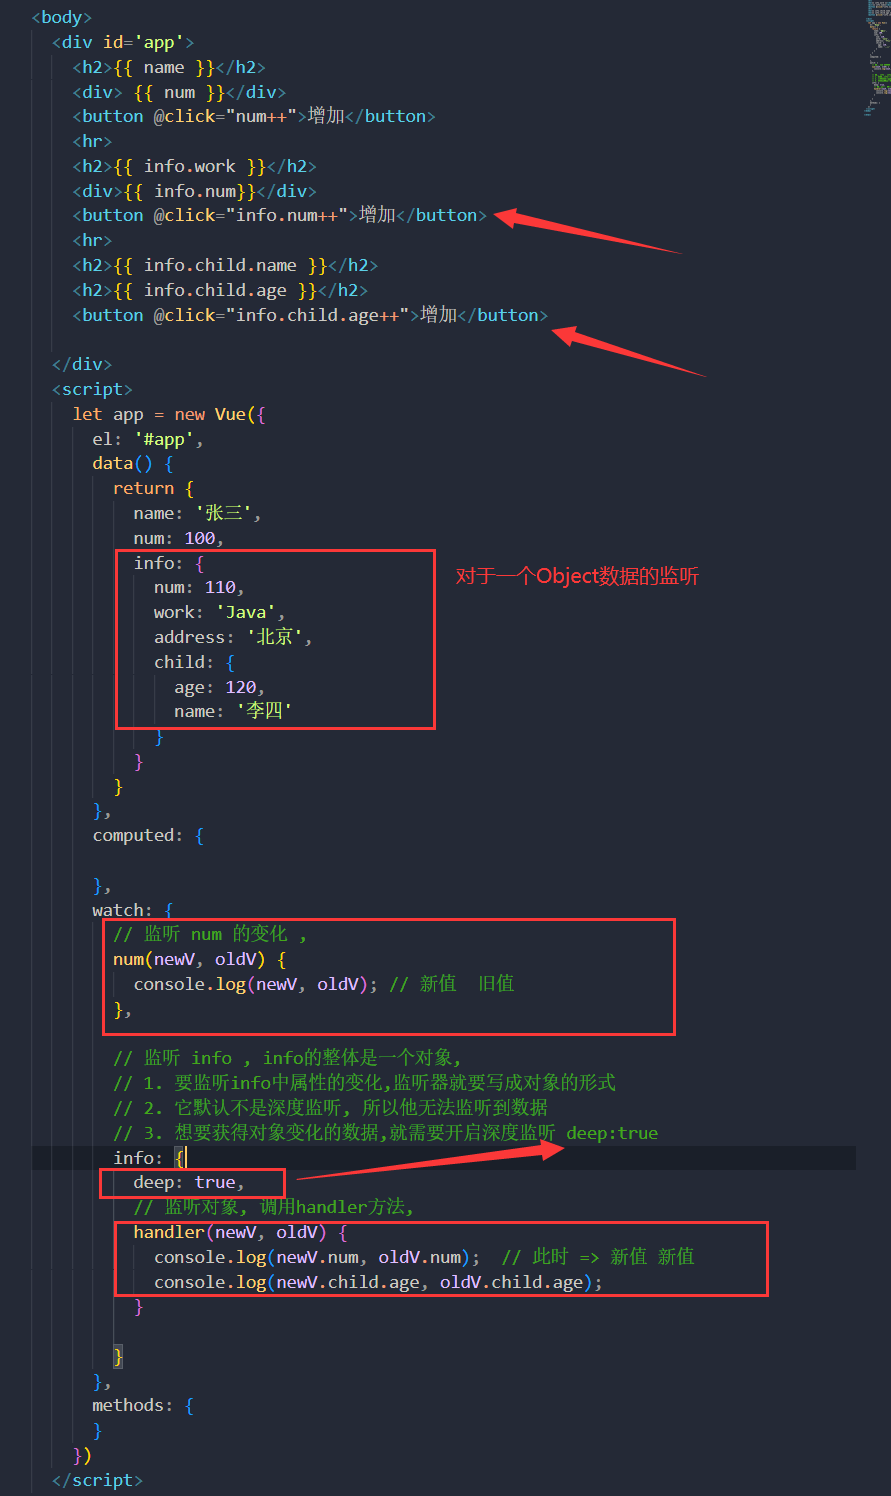 <body>
<div id='app'>
<h2>{{ name }}</h2>
<div> {{ num }}</div>
<button @click="num++">增加</button>
<hr>
<h2>{{ info.work }}</h2>
<div>{{ info.num}}</div>
<button @click="info.num++">增加</button>
<hr>
<h2>{{ info.child.name }}</h2>
<h2>{{ info.child.age }}</h2>
<button @click="info.child.age++">增加</button>
</div>
<script>
let app = new Vue({
el: '#app',
data() {
return {
name: '张三',
num: 100,
info: {
对于一个Object数据的监听
num: 110,
work: 'Java',
address: '北京',
child: {
age: 120,
name: '李四'
}
}
}
},
computed: {
},
watch: {
// 监听 num 的变化 ,
num(newV, oldV) {
console.log(newV, oldV); // 新值  旧值
},
// 监听 info , info的整体是一个对象,
// 1. 要监听info中属性的变化,监听器就要写成对象的形式
// 2. 它默认不是深度监听, 所以他无法监听到数据
// 3. 想要获得对象变化的数据,就需要开启深度监听 deep:true
info: {
deep: true,
// 监听对象, 调用handler方法,
handler(newV, oldV) {
console.log(newV.num, oldV.num);  // 此时 => 新值 新值
console.log(newV.child.age, oldV.child.age);
}
}
},
methods: {
}
})
</script>